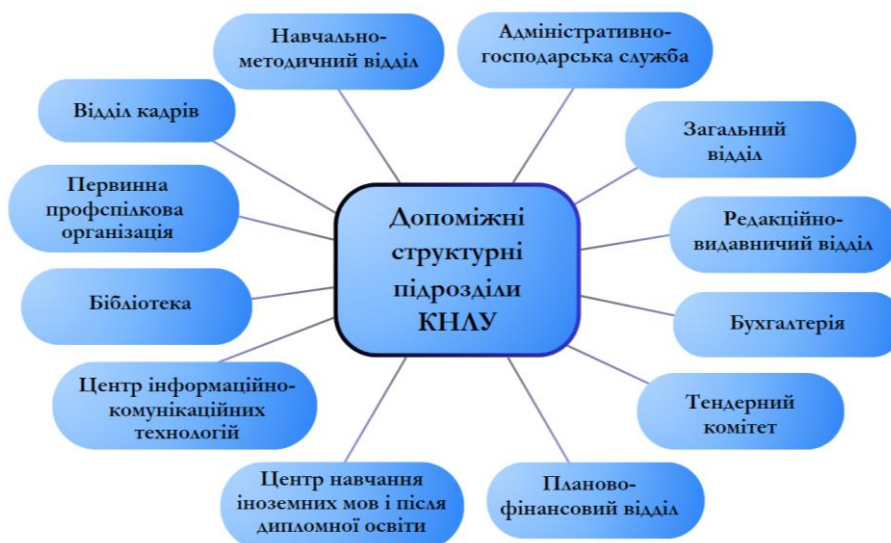 Навчально-
методичний відділ
Адміністративно-
господарська служба
Відділ кадрів
Загальний
відділ
Первинна
профспілкова
організація
Допоміжні
структурні
підрозділи
КНЛУ
Редакційно-
видавничий відділ
Бібліотека
Бухгалтерія
Центр інформаційно-
комунікаційних
технологій
Тендерний
комітет
Центр навчання
іноземних мов і після
дипломної освіти
Планово-
фінансовий відділ